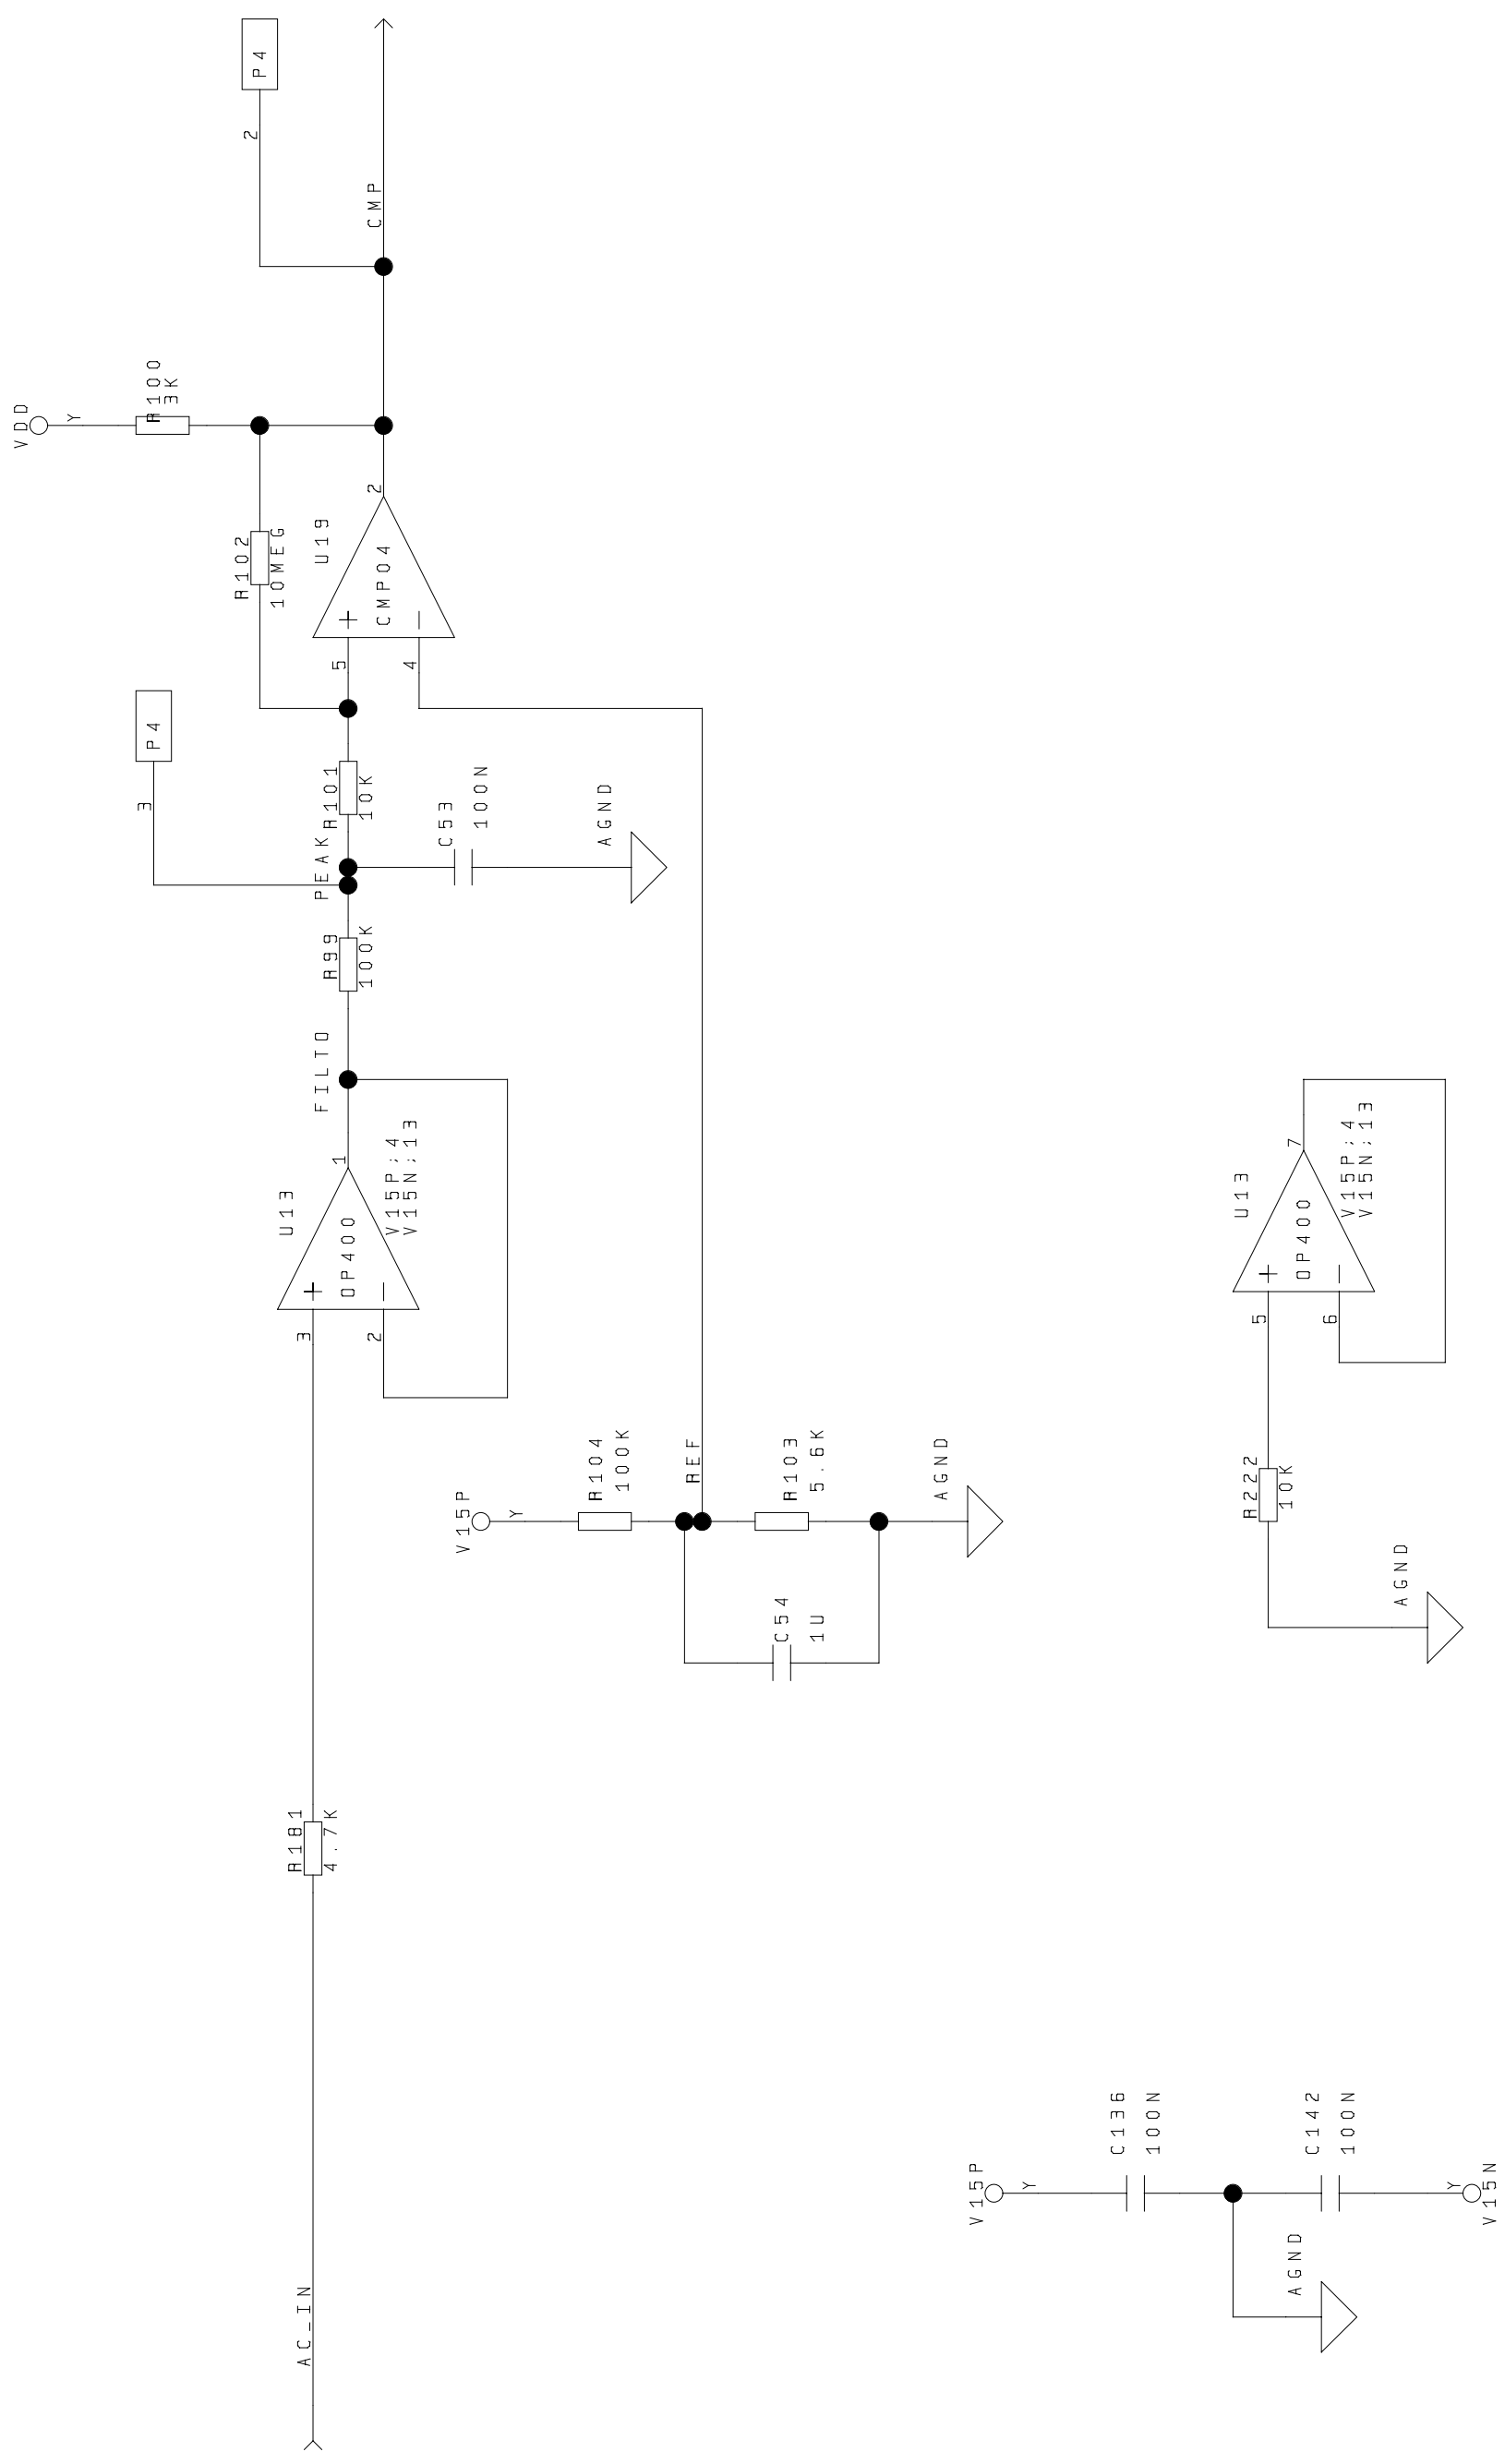 P4
2
CMP
VDD
Y
R100
3K
R102
10MEG
U19
2
CMP04
+
-
5
4
P4
3
R101
10K
PEAK
C53
100N
AGND
R99
100K
FILTO
U13
1
OP400
V15P;4
V15N;13
+
-
3
2
V15P
Y
R104
100K
REF
R103
5.6K
AGND
C54
1U
U13
7
OP400
V15P;4
V15N;13
+
-
5
6
R222
10K
AGND
R181
4.7K
AC_IN
V15P
Y
C136
100N
C142
100N
Y
V15N
AGND